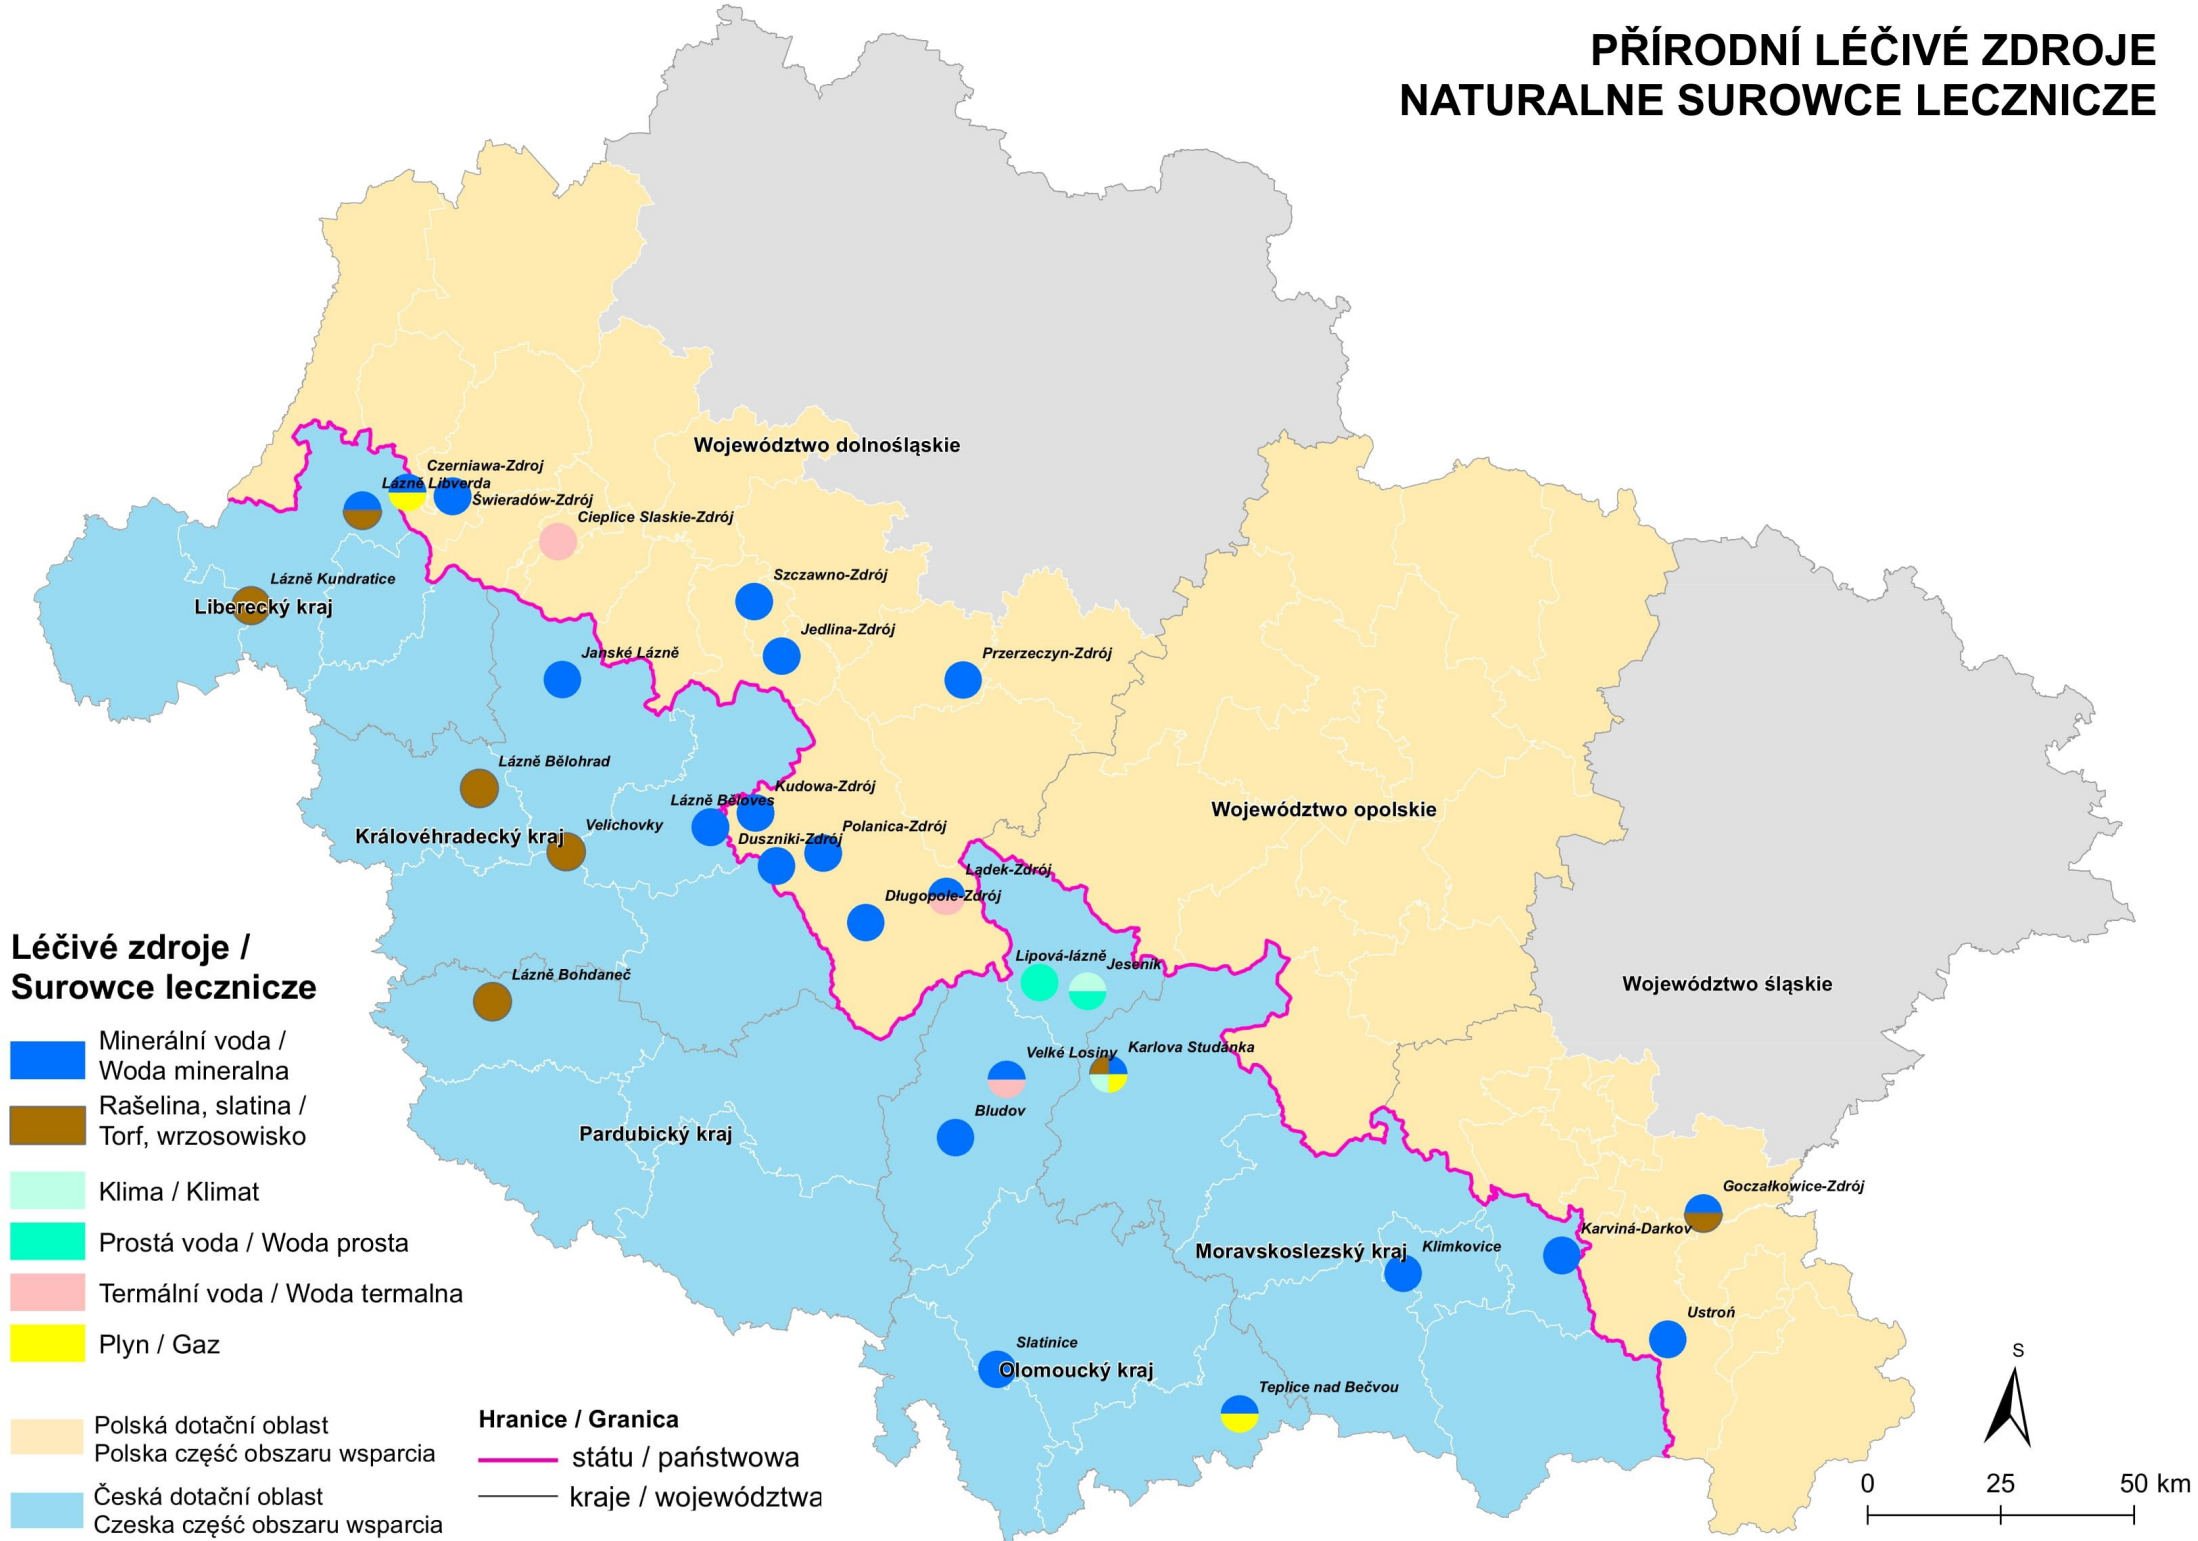 PŘÍRODNÍ LÉČIVÉ ZDROJE
NATURALNE SUROWCE LECZNICZE
Województwo dolnośląskie
Czerniawa-Zdroj
Lázně Libverda
Świeradów-Zdrój
Cieplice Slaskie-Zdrój
Szczawno-Zdrój
Lázně Kundratice
Liberecký kraj
Jedlina-Zdrój
Janské Lázně
Przerzeczyn-Zdrój
Lázně Bělohrad
Kudowa-Zdrój
Lázně Běloves
Województwo opolskie
Velichovky
Královéhradecký kraj
Polanica-Zdrój
Duszniki-Zdrój
Lądek-Zdrój
Długopole-Zdrój
Lipová-lázně
Jeseník
Lázně Bohdaneč
Województwo śląskie
Velké Losiny
Karlova Studánka
Bludov
Pardubický kraj
Goczałkowice-Zdrój
Karviná-Darkov
Moravskoslezský kraj
Klimkovice
Ustroń
Slatinice
Olomoucký kraj
Teplice nad Bečvou
Léčivé zdroje /
Surowce lecznicze
Minerální voda /
Woda mineralna
Rašelina, slatina /
Torf, wrzosowisko
Klima / Klimat
Prostá voda / Woda prosta
Termální voda / Woda termalna
Plyn / Gaz
Polská dotační oblast
Polska część obszaru wsparcia
Česká dotační oblast
Czeska część obszaru wsparcia
Hranice / Granica
státu / państwowa
kraje / województwa
S
0 25 50 km